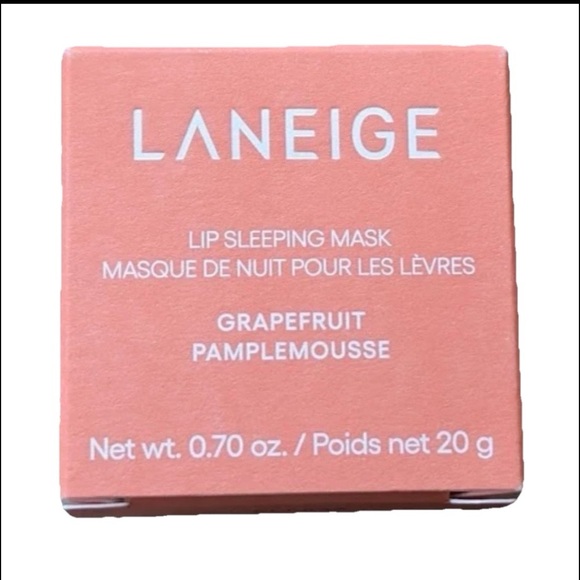 LANEIGE
LIP SLEEPING MASK
MASQUE DE NUIT POUR LES LÈVRES
GRAPEFRUIT
PAMPLEMOUSSE
Net wt. 0.70 oz. / Poids net 20 g